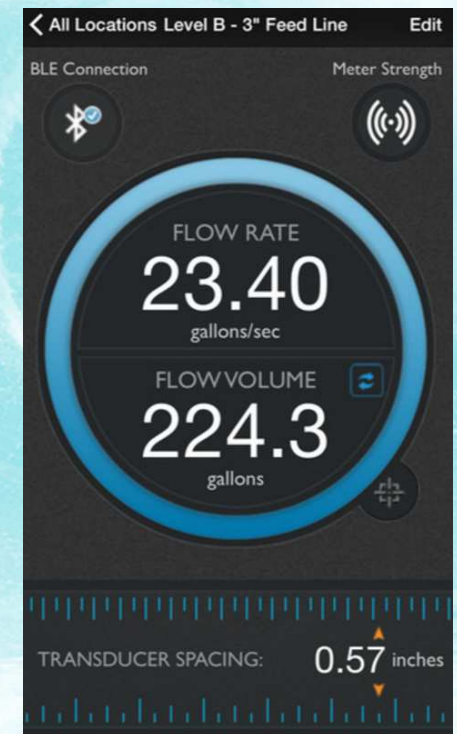 All Locations Level B - 3" Feed Line Edit
BLE Connection Meter Strength
FLOW RATE
23.40
gallons/sec
FLOW VOLUME
224.3
gallons
TRANSDUCER SPACING: 0.57 inches